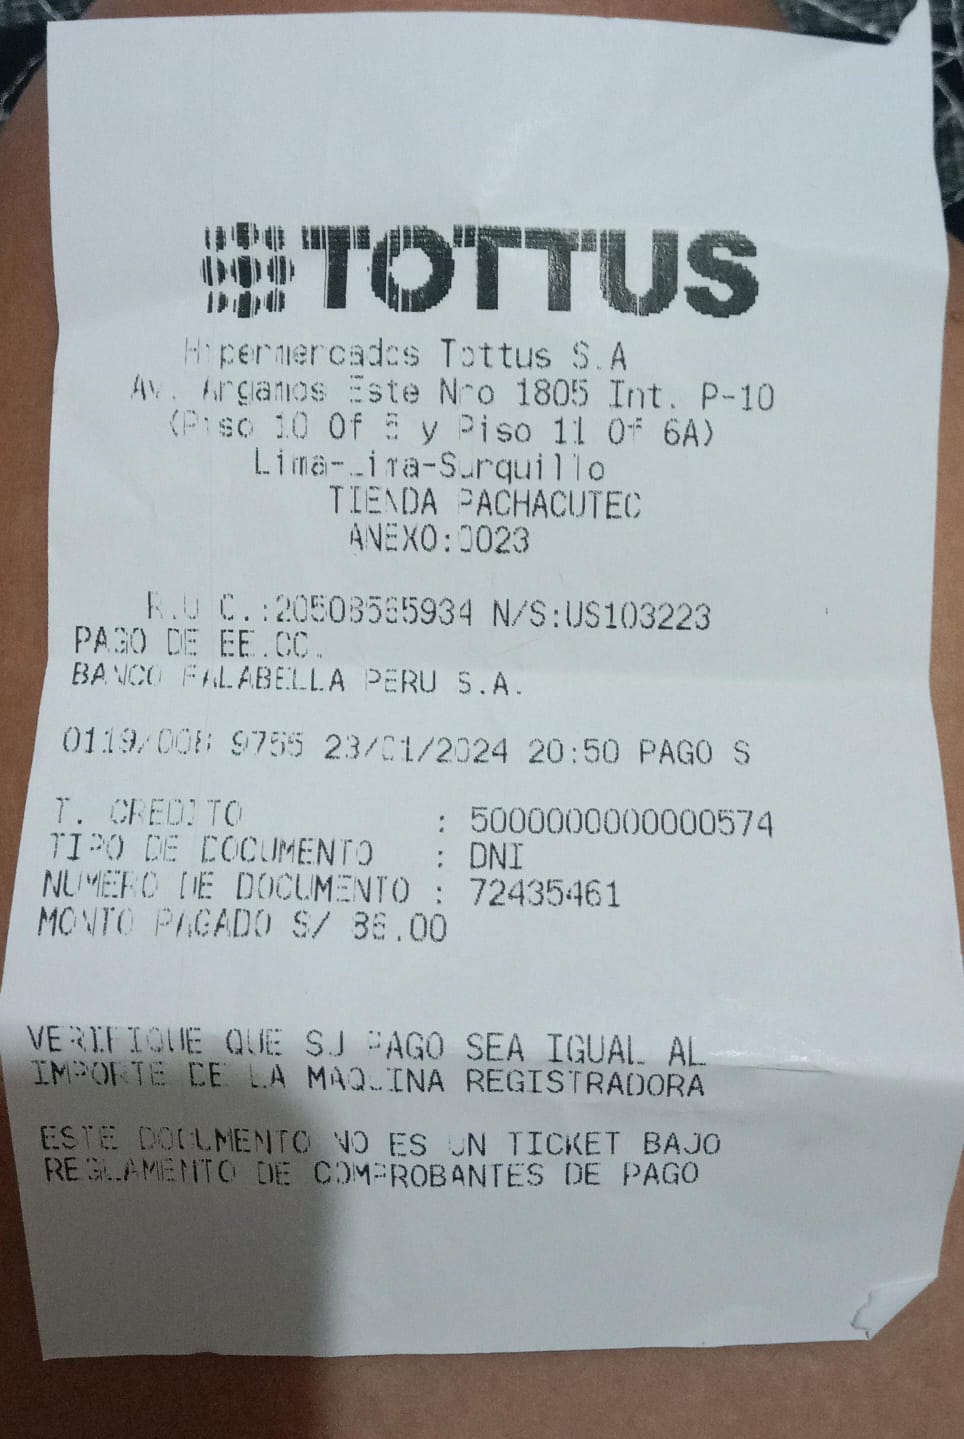 TOTTUS
Hipermercados Tottus S.A
Av. Argamos Este Nro 1805 Int. P-10
(Piso 10 Of 6 y Piso 11 Of 6A)
Lima-Lima-Surquillo
TIENDA PACHACUTEC
ANEXO:0023
R.U C.:20508565934 N/S:US103223
PAGO DE EE.CC.
BANCO FALABELLA PERU S.A.
0119/008 9755 23/01/2024 20:50 PAGO S
T. CREDITO : 5000000000000574
TIPO DE DOCUMENTO : DNI
NUMERO DE DOCUMENTO : 72435461
MONTO PAGADO S/
VERIFIQUE QUE SU PAGO SEA IGUAL AL
IMPORTE DE LA MAQUINA REGISTRADORA
ESTE DOCUMENTO NO ES UN TICKET BAJO
REGLAMENTO DE COMPROBANTES DE PAGO